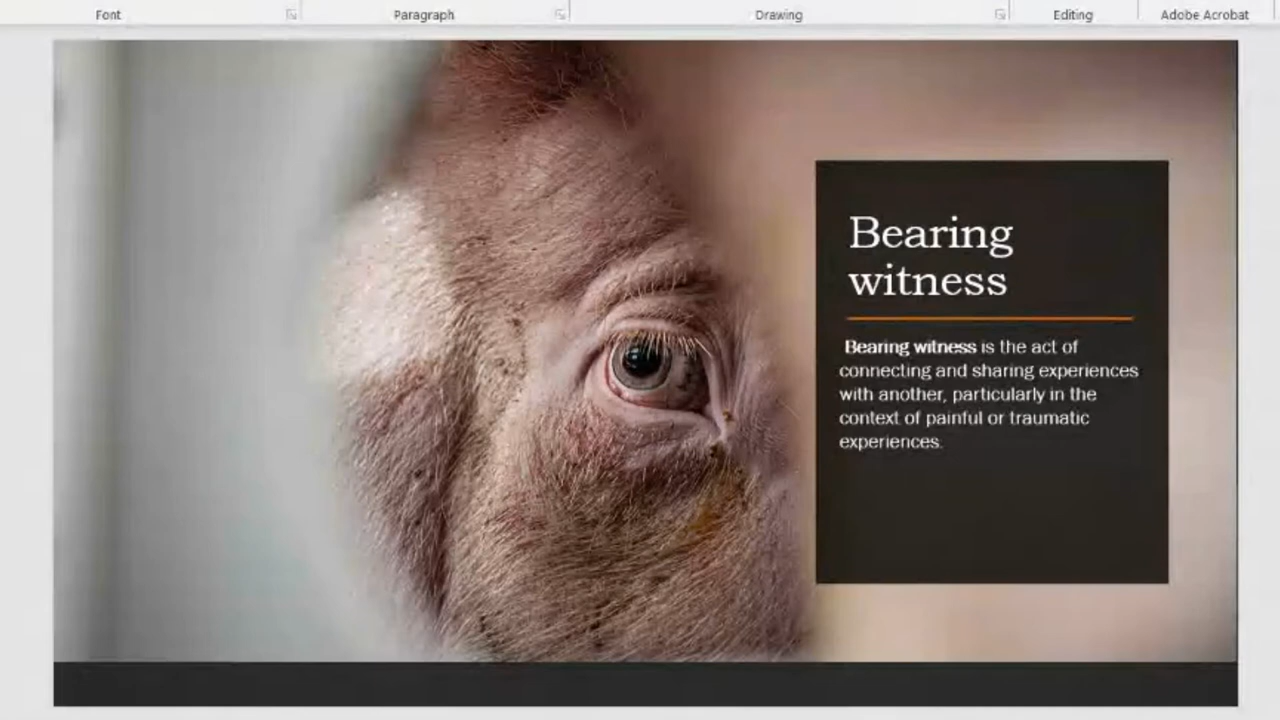 Font
Paragraph
Drawing
Editing
Adobe Acrobat
Bearing
witness
Bearing witness is the act of
connecting and sharing experiences
with another, particularly in the
context of painful or traumatic
experiences.